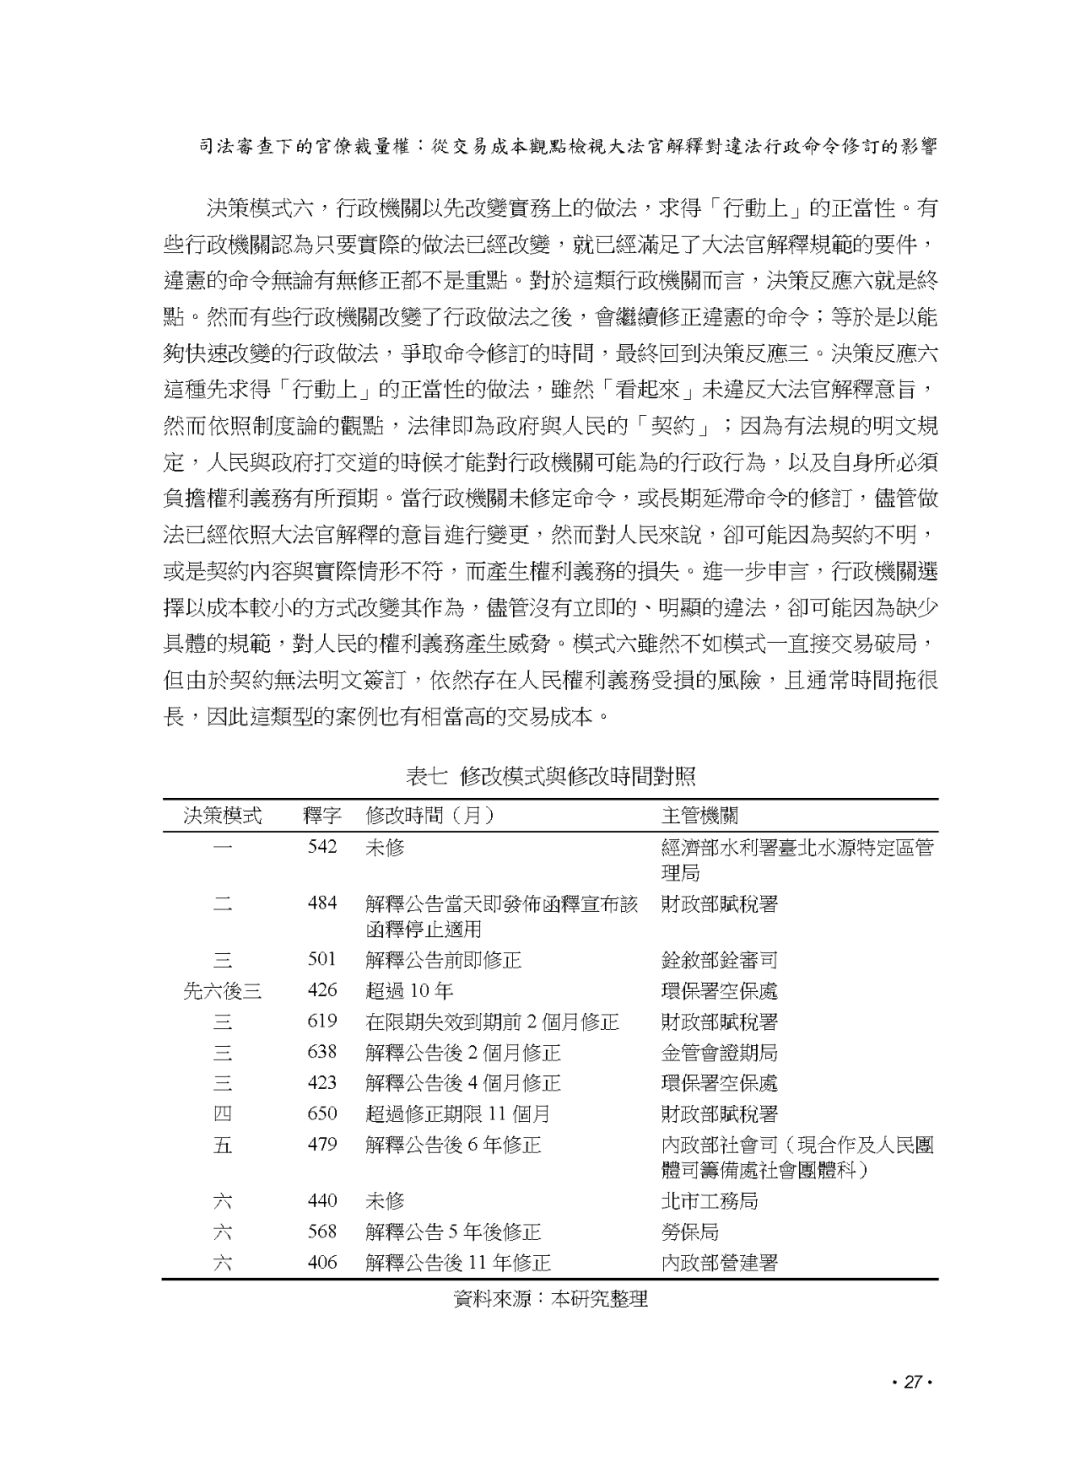 司法審查下的官僚裁量權：從交易成本觀點檢視大法官解釋對違法行政命令修訂的影響
決策模式六，行政機關以先改變實務上的做法，求得「行動上」的正當性。有
些行政機關認為只要實際的做法已經改變，就已經滿足了大法官解釋規範的要件，
違憲的命令無論有無修正都不是重點。對於這類行政機關而言，決策反應六就是終
點。然而有些行政機關改變了行政做法之後，會繼續修正違憲的命令；等於是以能
夠快速改變的行政做法，爭取命令修訂的時間，最終回到決策反應三。決策反應六
這種先求得「行動上」的正當性的做法，雖然「看起來」未違反大法官解釋意旨，
然而依照制度論的觀點，法律即為政府與人民的「契約」；因為有法規的明文規
定，人民與政府打交道的時候才能對行政機關可能為的行政行為，以及自身所必須
負擔權利義務有所預期。當行政機關未修定命令，或長期延滯命令的修訂，儘管做
法已經依照大法官解釋的意旨進行變更，然而對人民來說，卻可能因為契約不明，
或是契約內容與實際情形不符，而產生權利義務的損失。進一步申言，行政機關選
擇以成本較小的方式改變其作為，儘管沒有立即的、明顯的違法，卻可能因為缺少
具體的規範，對人民的權利義務產生威脅。模式六雖然不如模式一直接交易破局，
但由於契約無法明文簽訂，依然存在人民權利義務受損的風險，且通常時間拖很
長，因此這類型的案例也有相當高的交易成本。
表七 修改模式與修改時間對照
決策模式 釋字 修改時間（月） 主管機關
一 542 未修 經濟部水利署臺北水源特定區管
理局
二 484 解釋公告當天即發佈函釋宣布該 財政部賦稅署
函釋停止適用
三 501 解釋公告前即修正 銓敘部銓審司
先六後三 426 超過 10 年 環保署空保處
三 619 在限期失效到期前 2 個月修正 財政部賦稅署
三 638 解釋公告後 2 個月修正 金管會證期局
三 423 解釋公告後 4 個月修正 環保署空保處
四 650 超過修正期限 11 個月 財政部賦稅署
五 479 解釋公告後 6 年修正 內政部社會司（現合作及人民團
體司籌備處社會團體科）
六 440 未修 北市工務局
六 568 解釋公告 5 年後修正 勞保局
六 406 解釋公告後 11 年修正 內政部營建署
資料來源：本研究整理
·27·